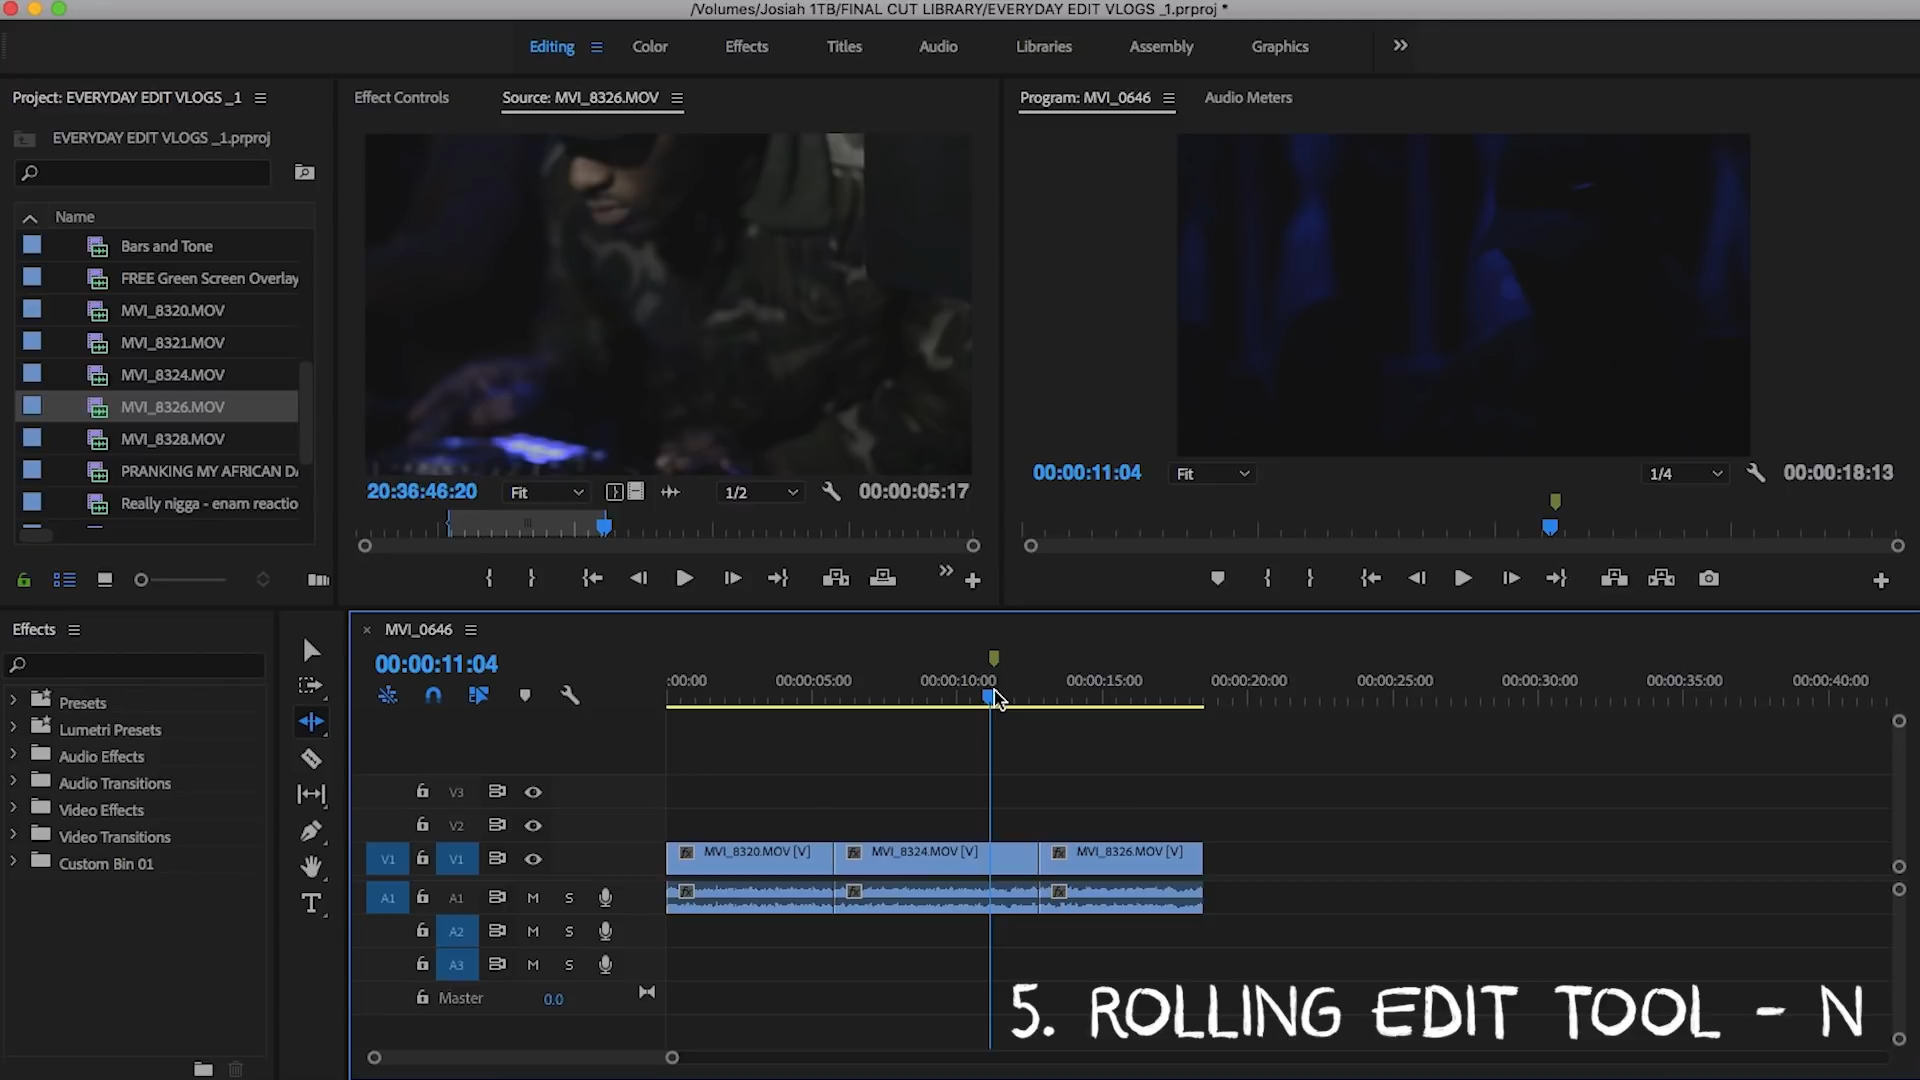 /Volumes/Josiah 1TB/FINAL CUT LIBRARY/EVERYDAY EDIT VLOGS _1.prproj *
Editing
Color
Effects
Titles
Audio
Libraries
Assembly
Graphics
Project: EVERYDAY EDIT VLOGS _1
Effect Controls
Source: MVI_8326.MOV
Program: MVI_0646
Audio Meters
EVERYDAY EDIT VLOGS _1.prproj
Name
Bars and Tone
FREE Green Screen Overlay
MVI_8320.MOV
MVI_8321.MOV
MVI_8324.MOV
MVI_8326.MOV
MVI_8328.MOV
PRANKING MY AFRICAN DA
Really nigga - enam reactio
20:36:46:20
Fit
1/2
00:00:05:17
00:00:11:04
Fit
1/4
00:00:18:13
Effects
Presets
Lumetri Presets
Audio Effects
Audio Transitions
Video Effects
Video Transitions
Custom Bin 01
MVI_0646
00:00:11:04
:00:00
00:00:05:00
00:00:10:00
00:00:15:00
00:00:20:00
00:00:25:00
00:00:30:00
00:00:35:00
00:00:40:00
V3
V2
V1 V1
MVI_8320.MOV [V]
MVI_8324.MOV [V]
MVI_8326.MOV [V]
A1 A1 M S
A2 M S
A3 M S
Master 0.0
5. ROLLING EDIT TOOL - N